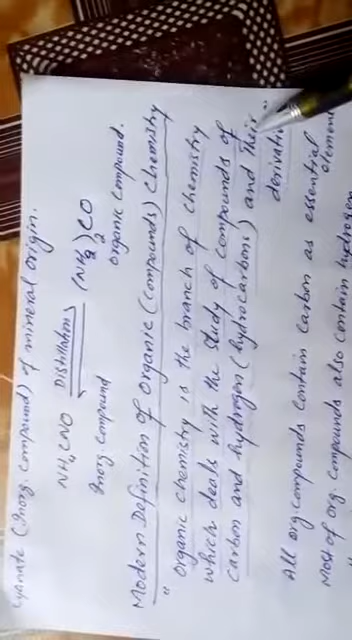 cyanate (Inorg. compound) of mineral origin.
NH4CNO Distillation (NH2)2CO
Inorg. compound organic compound.
Modern Definition of Organic (compounds) Chemistry
" Organic chemistry is the branch of chemistry
which deals with the study of compounds of
carbon and hydrogen (hydrocarbons) and their
All org. compounds contain carbon as essential
element
Most of org. compounds also contain hydrogen